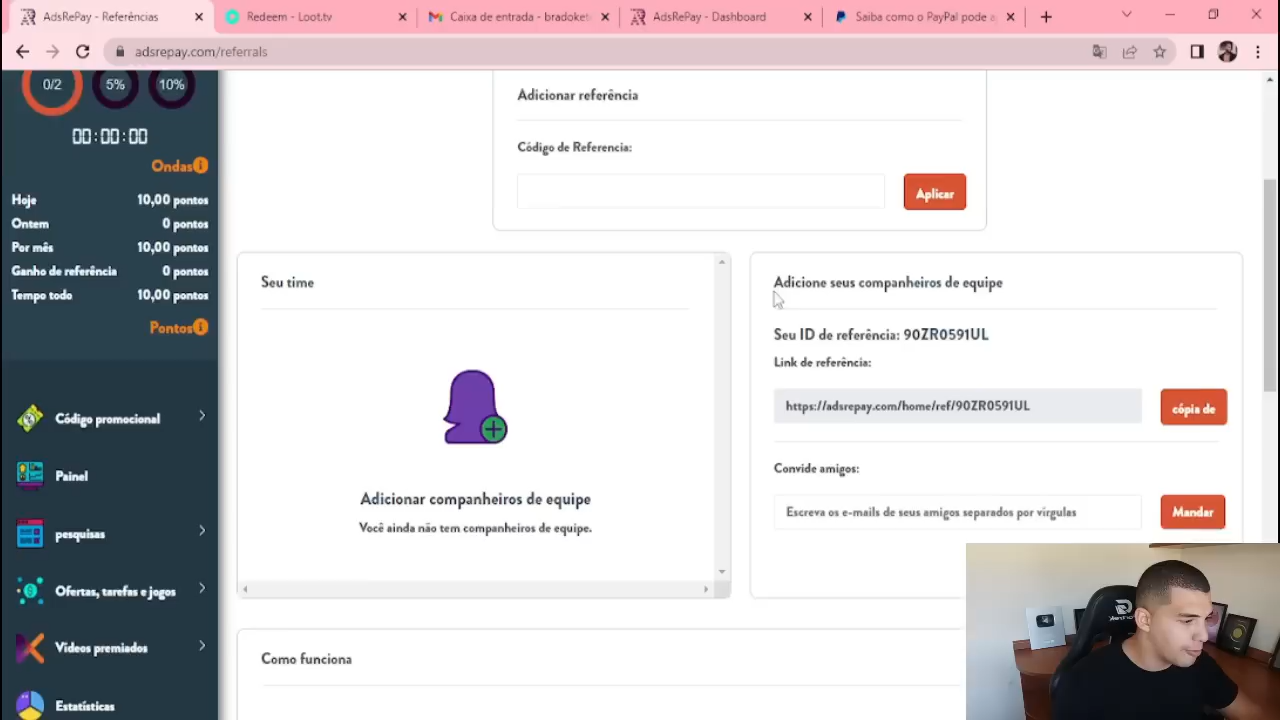 AdsRePay - Referências
Redeem - Loot.tv
Caixa de entrada - bradoket
AdsRePay - Dashboard
Saiba como o PayPal pode a
adsrepay.com/referrals
0/2
5%
10%
00:00:00
Ondas
Hoje 10,00 pontos
Ontem 0 pontos
Por mês 10,00 pontos
Ganho de referência 0 pontos
Tempo todo 10,00 pontos
Pontos
Código promocional
Painel
pesquisas
Ofertas, tarefas e jogos
Vídeos premiados
Estatísticas
Adicionar referência
Código de Referencia:
Aplicar
Seu time
Adicionar companheiros de equipe
Você ainda não tem companheiros de equipe.
Adicione seus companheiros de equipe
Seu ID de referência: 90ZR0591UL
Link de referência:
https://adsrepay.com/home/ref/90ZR0591UL
cópia de
Convide amigos:
Escreva os e-mails de seus amigos separados por vírgulas
Mandar
Como funciona